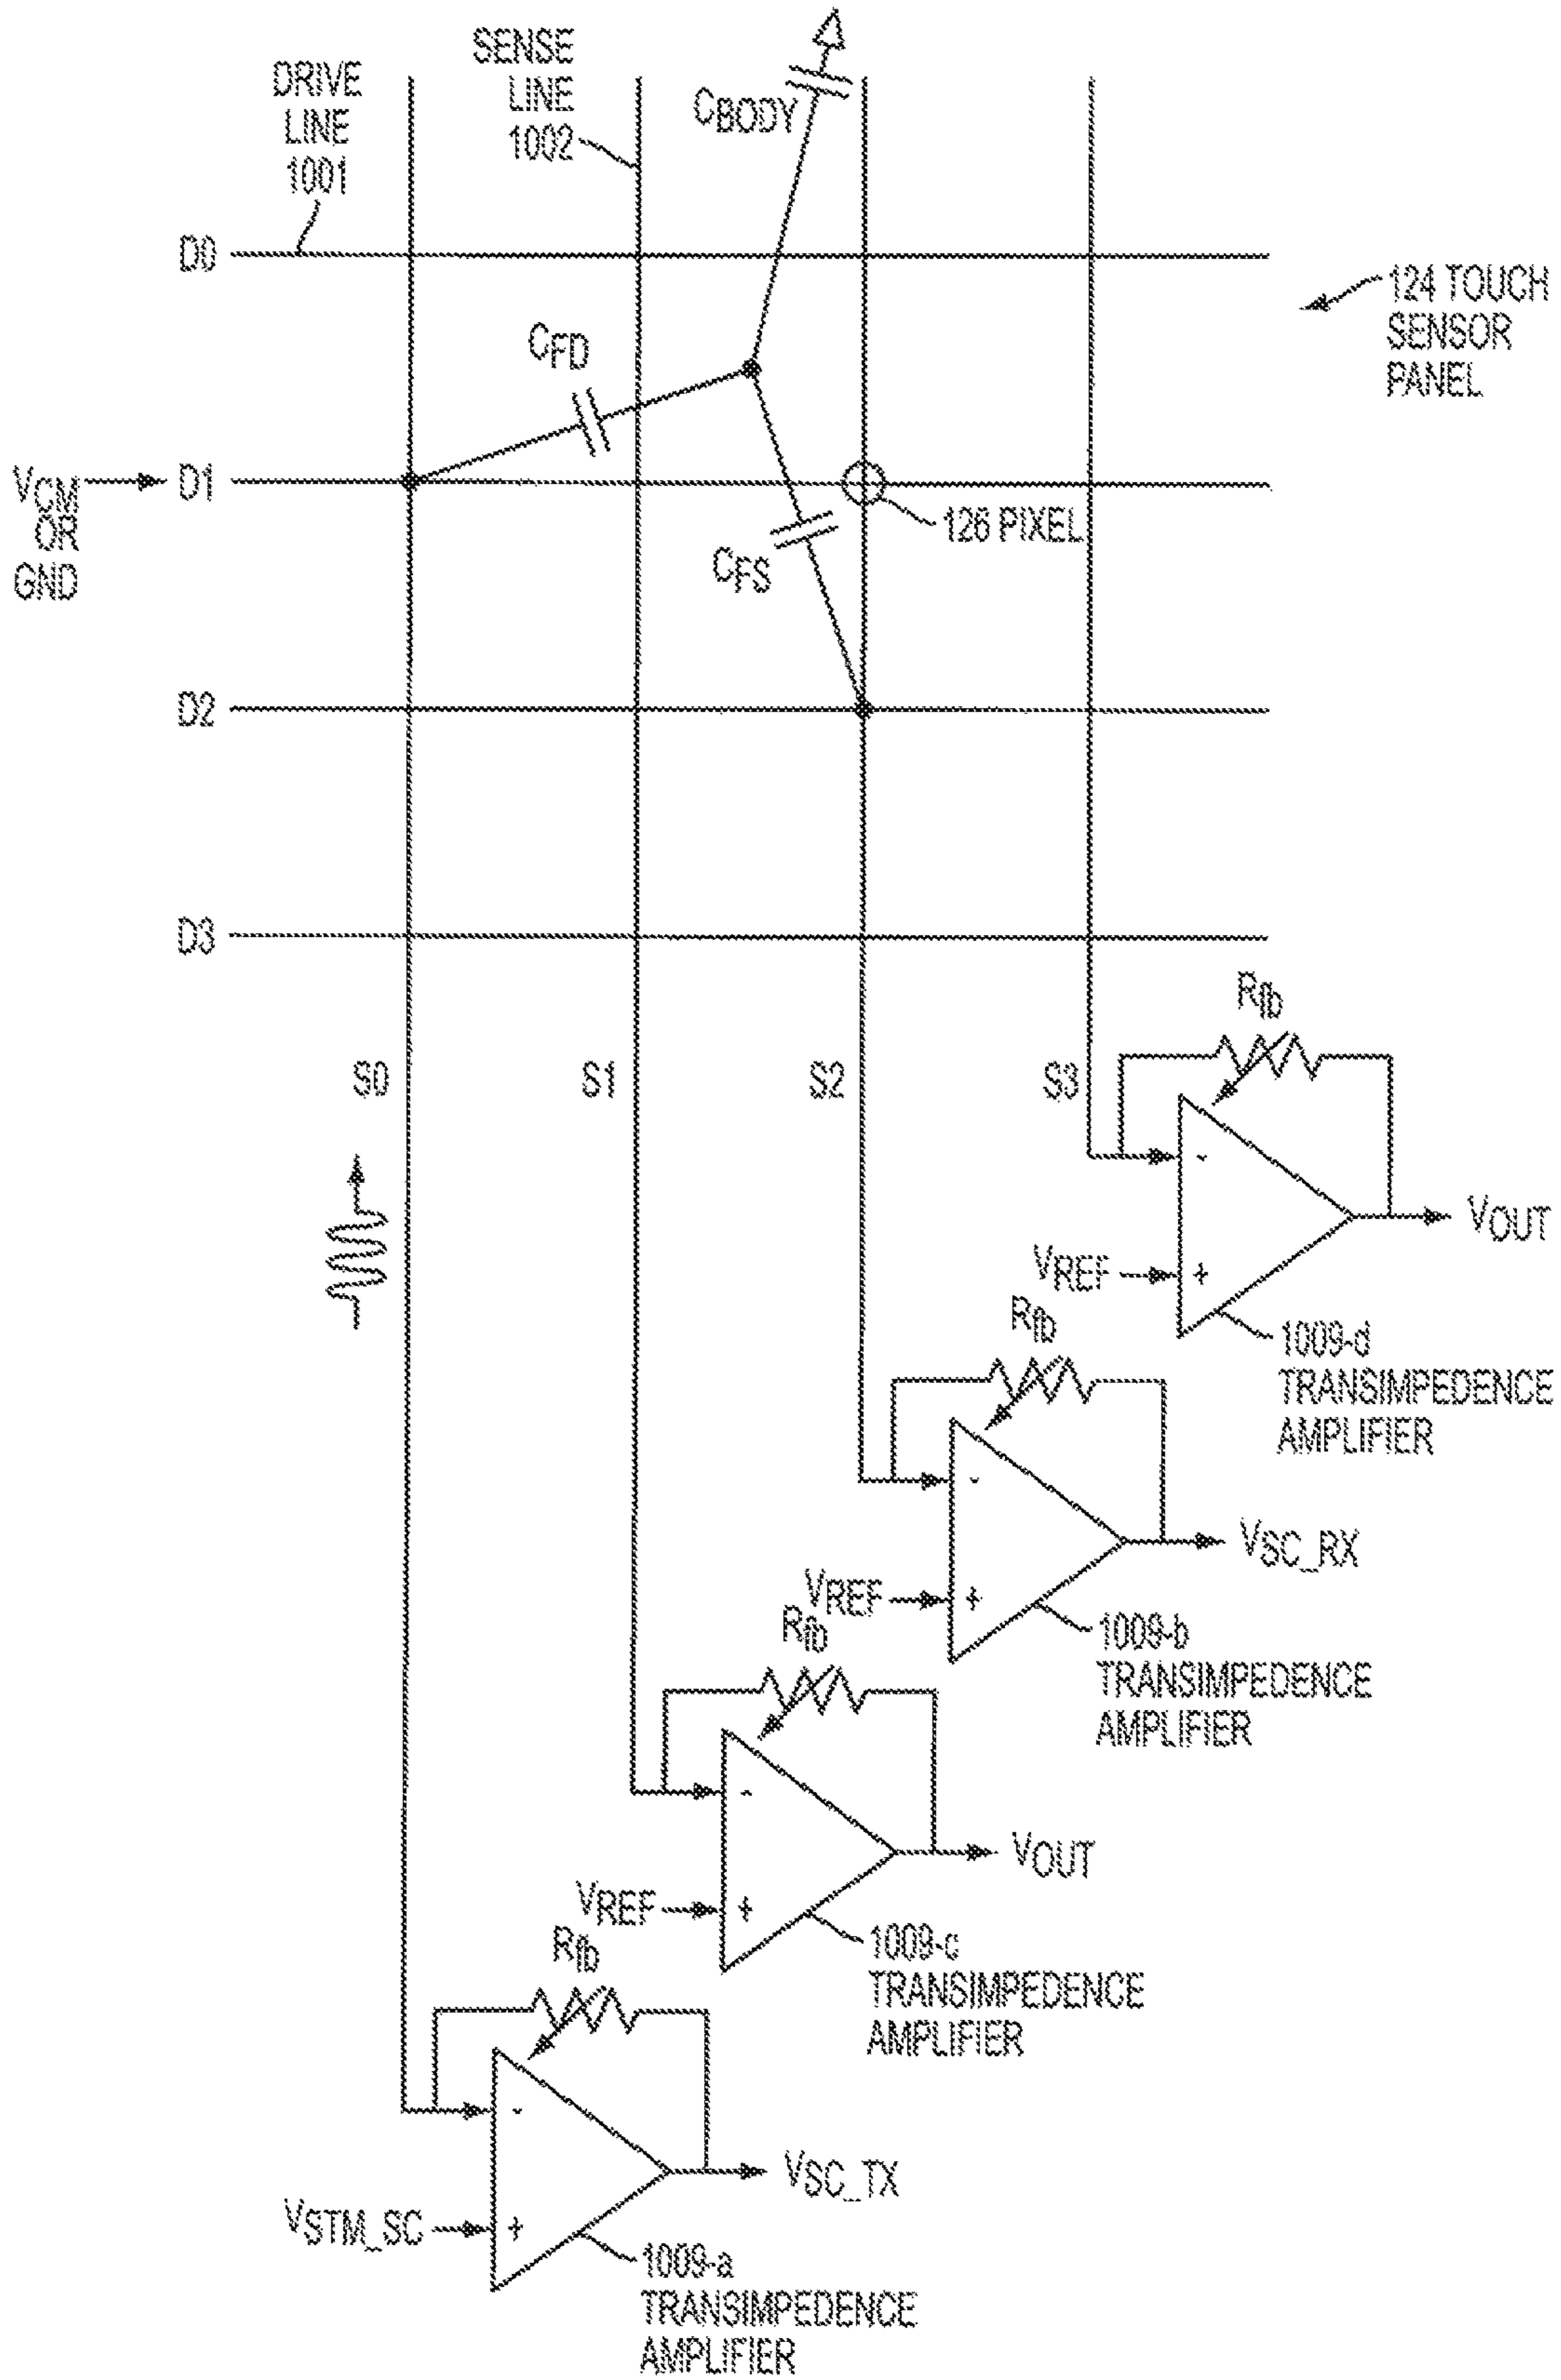 DRIVE
LINE
1001
SENSE
LINE
1002
CBODY
D0
124 TOUCH
SENSOR
PANEL
CFD
VCM
OR
GND
D1
126 PIXEL
CFS
D2
D3
S0
S1
S2
S3
Rfb
-
+
VREF
VOUT
1009-d
TRANSIMPEDENCE
AMPLIFIER
Rfb
-
+
VREF
VSC_RX
1009-b
TRANSIMPEDENCE
AMPLIFIER
Rfb
-
+
VREF
VOUT
1009-c
TRANSIMPEDENCE
AMPLIFIER
Rfb
-
+
VSTM_SC
VSC_TX
1009-a
TRANSIMPEDENCE
AMPLIFIER